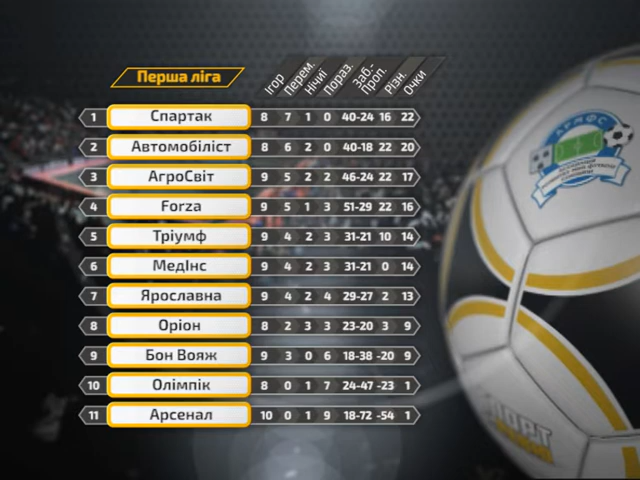 Перша ліга
Ігор Перем. Нічиї Пораз. Заб.-Проп. Різн. Очки
1 Спартак 8 7 1 0 40-24 16 22
2 Автомобіліст 8 6 2 0 40-18 22 20
3 АгроСвіт 9 5 2 2 46-24 22 17
4 Forza 9 5 1 3 51-29 22 16
5 Тріумф 9 4 2 3 31-21 10 14
6 МедІнс 9 4 2 3 31-21 0 14
7 Ярославна 9 4 2 4 29-27 2 13
8 Оріон 8 2 3 3 23-20 3 9
9 Бон Вояж 9 3 0 6 18-38 -20 9
10 Олімпік 8 0 1 7 24-47 -23 1
11 Арсенал 10 0 1 9 18-72 -54 1